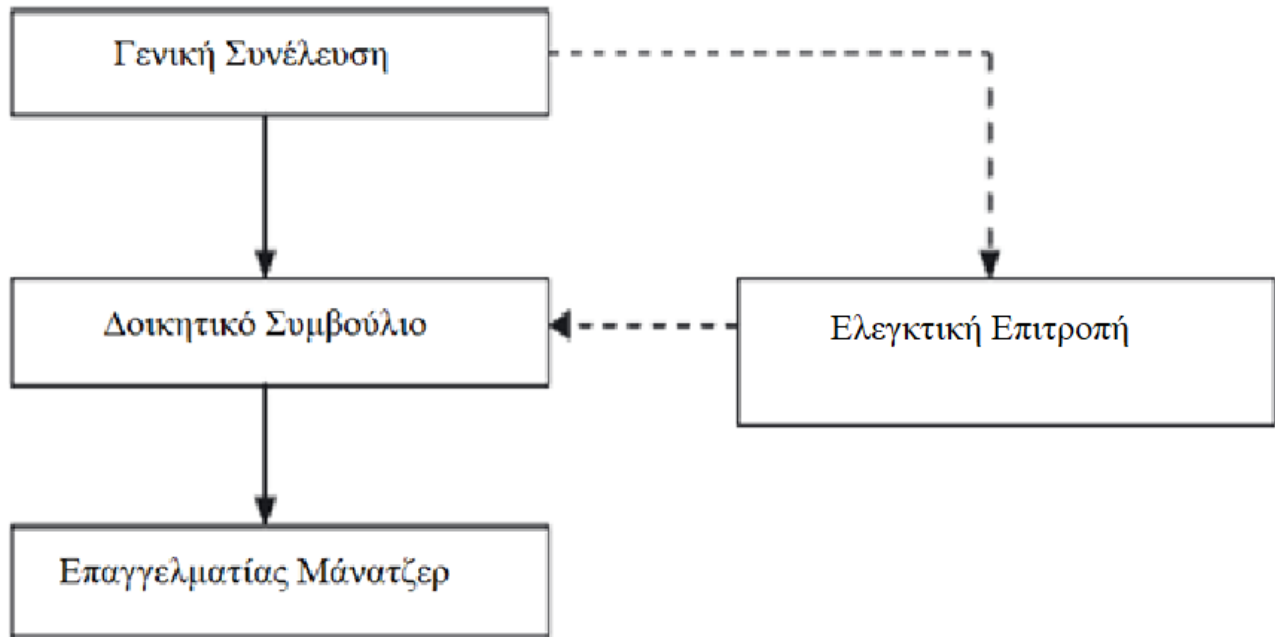 Γενική Συνέλευση
Δοικητικό Συμβούλιο
Ελεγκτική Επιτροπή
Επαγγελματίας Μάνατζερ